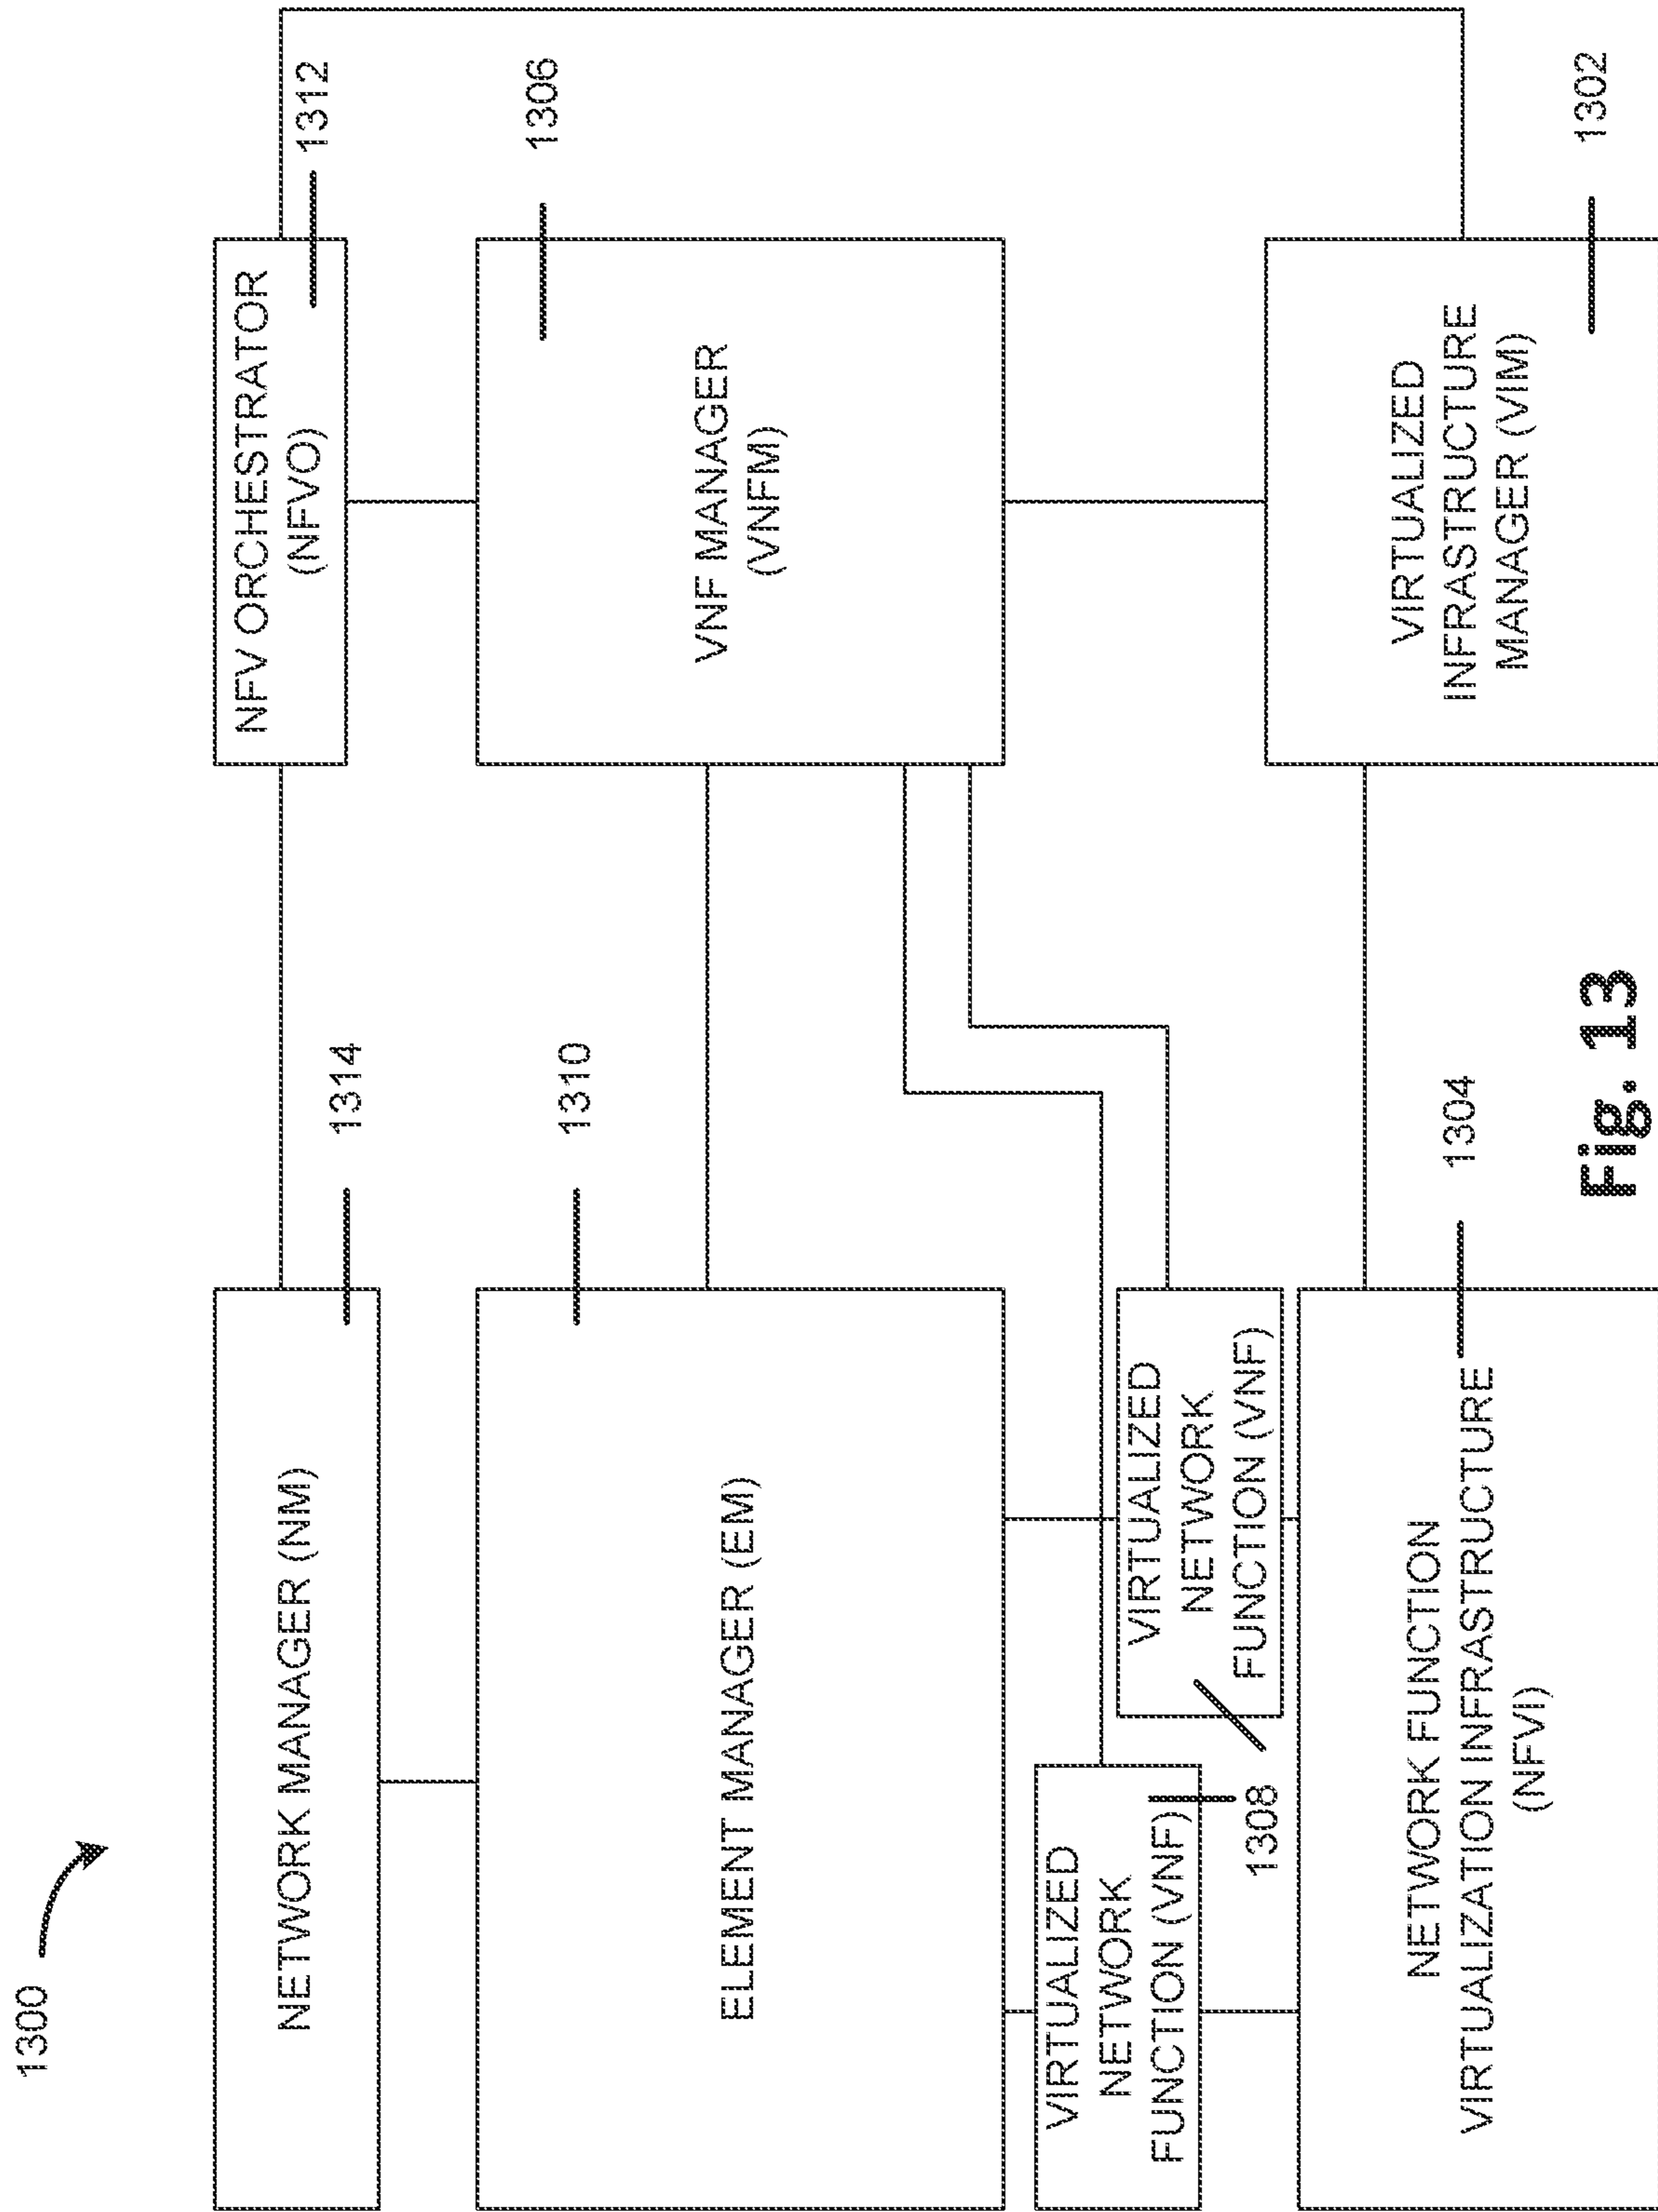 1300
NETWORK MANAGER (NM)
1314
NFV ORCHESTRATOR
(NFVO)
1312
ELEMENT MANAGER (EM)
1310
VNF MANAGER
(VNFM)
1306
VIRTUALIZED
NETWORK
FUNCTION (VNF)
1308
VIRTUALIZED
NETWORK
FUNCTION (VNF)
NETWORK FUNCTION
VIRTUALIZATION INFRASTRUCTURE
(NFVI)
1304
VIRTUALIZED
INFRASTRUCTURE
MANAGER (VIM)
1302
Fig. 13